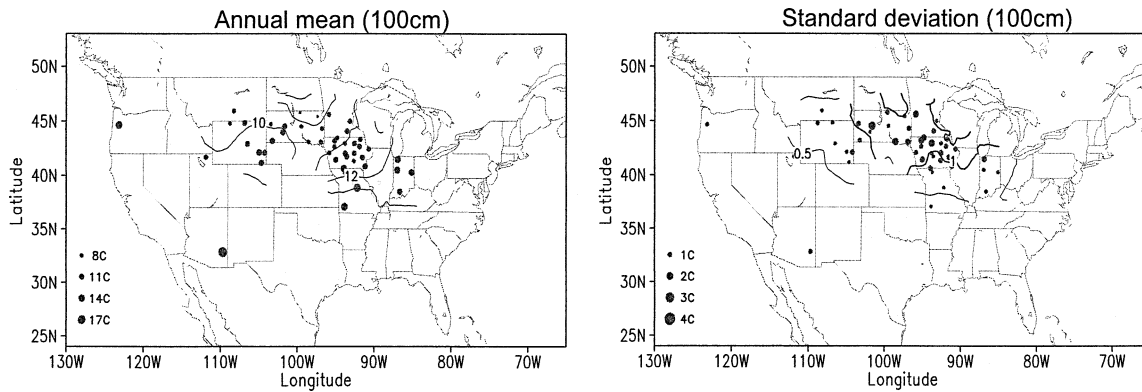 Annual mean (100cm)
50N
45N
40N
35N
30N
25N
Latitude
10
12
8C
11C
14C
17C
130W 120W 110W 100W 90W 80W 70W
Longitude
Standard deviation (100cm)
50N
45N
40N
35N
30N
25N
Latitude
0.5
1
1C
2C
3C
4C
130W 120W 110W 100W 90W 80W 70W
Longitude